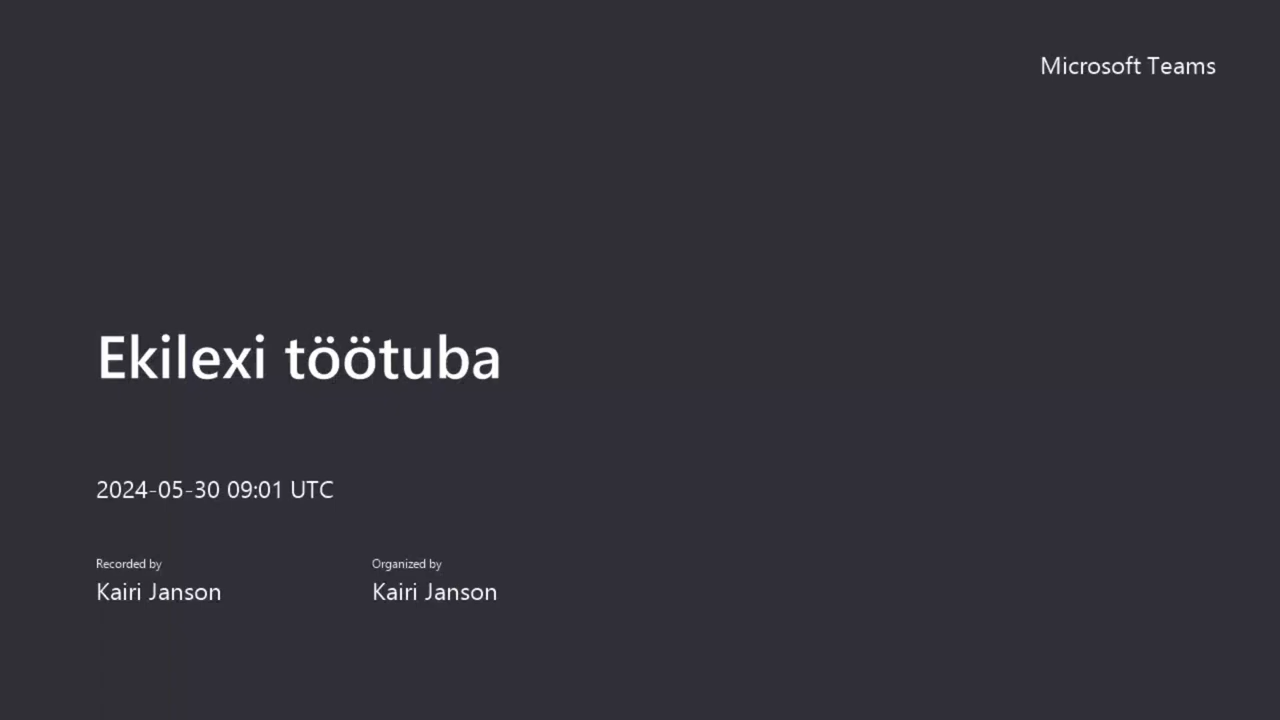 Microsoft Teams
Ekilexi töötuba
2024-05-30 09:01 UTC
Recorded by
Kairi Janson
Organized by
Kairi Janson